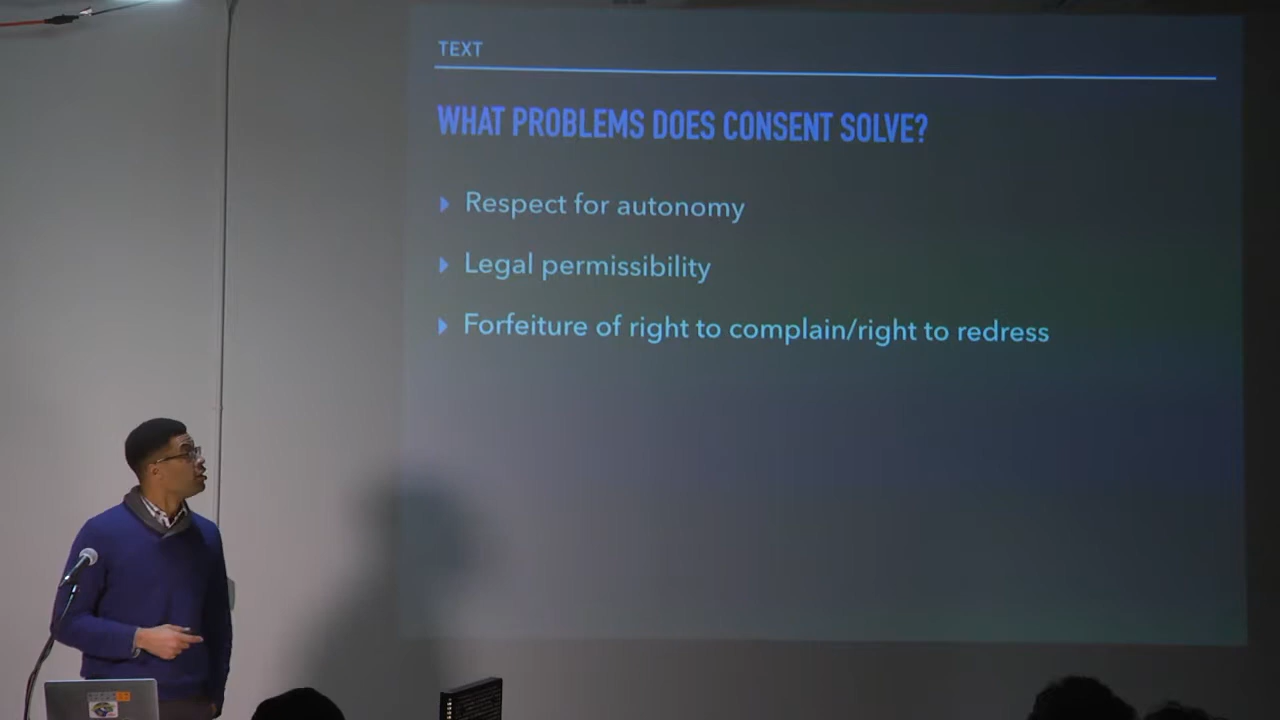 TEXT
WHAT PROBLEMS DOES CONSENT SOLVE?
Respect for autonomy
Legal permissibility
Forfeiture of right to complain/right to redress